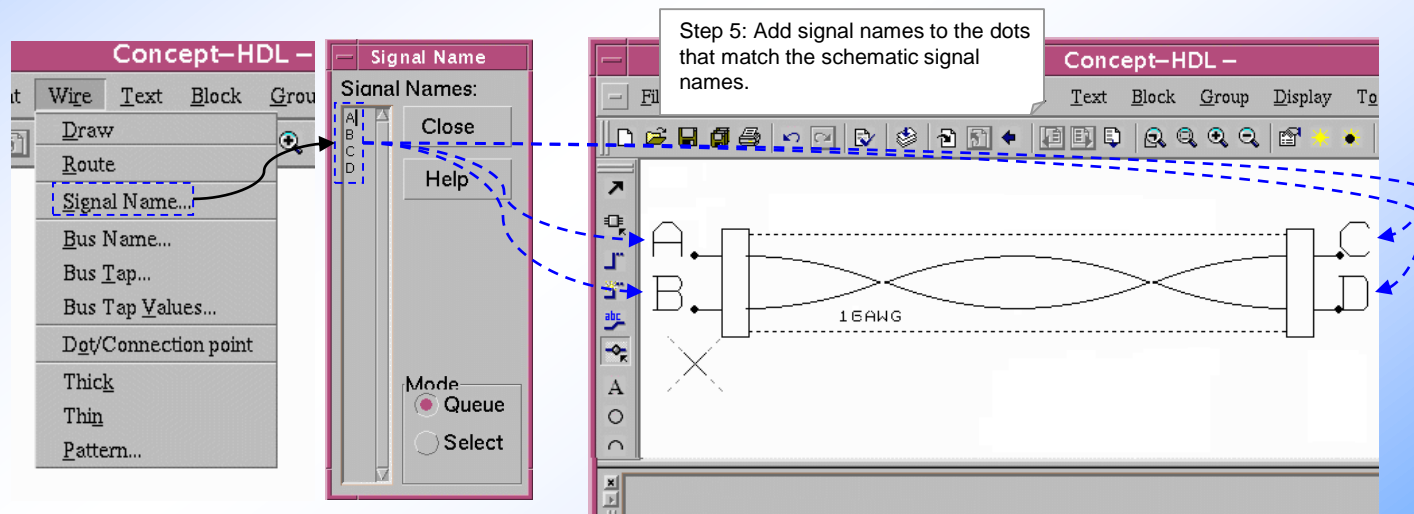 Step 5: Add signal names to the dots
that match the schematic signal
names.
Concept–HDL –
Wire Text Block Grou
Draw
Route
Signal Name...
Bus Name...
Bus Tap...
Bus Tap Values...
Dot/Connection point
Thick
Thin
Pattern...
Signal Name
Signal Names:
A
B
C
D
Close
Help
Mode
Queue
Select
Concept–HDL –
Fil Text Block Group Display To
abc
A
A
B
C
D
16AWG